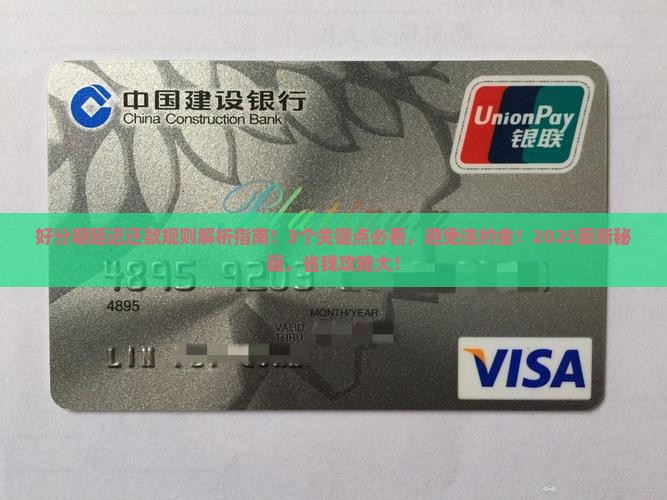 中国建设银行
China Construction Bank
UnionPay
银联
Platinum
好分期延迟还款规则解析指南！3个关键点必看，避免违约金！2025最新秘
籍，省钱攻略大！
4895 9203
4895
MONTH/YEAR
VALID
THRU
LIN
VISA